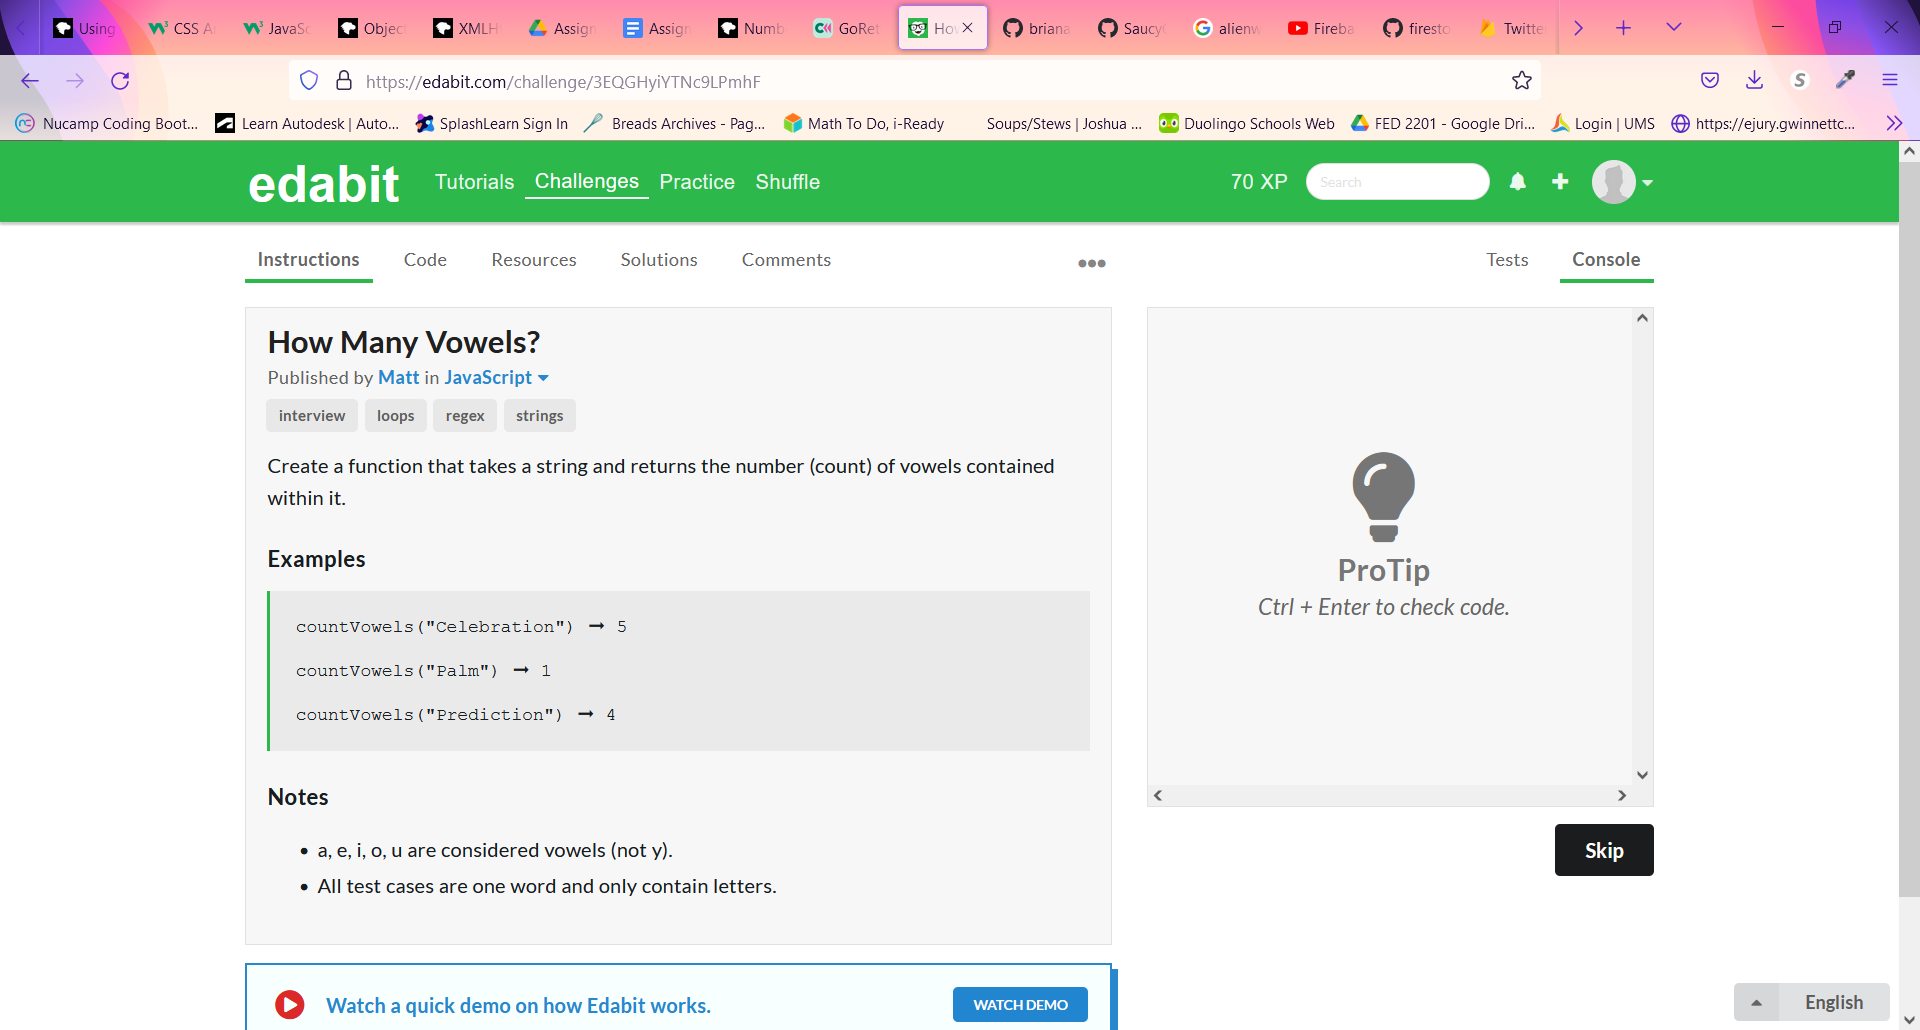 Using
CSS A
JavaSc
Objec
XMLH
Assign
Assign
Numb
GoRet
Hov
briana
Saucy
alienw
Fireba
firesto
Twitte
https://edabit.com/challenge/3EQGHyiYTNc9LPmhF
S
Nucamp Coding Boot... Learn Autodesk | Auto... SplashLearn Sign In Breads Archives - Pag... Math To Do, i-Ready Soups/Stews | Joshua ... Duolingo Schools Web FED 2201 - Google Dri... Login | UMS https://ejury.gwinnettc...
edabit Tutorials Challenges Practice Shuffle 70 XP Search
Instructions Code Resources Solutions Comments Tests Console
How Many Vowels?
Published by Matt in JavaScript
interview loops regex strings
Create a function that takes a string and returns the number (count) of vowels contained
within it.
Examples
countVowels("Celebration") ➞ 5
countVowels("Palm") ➞ 1
countVowels("Prediction") ➞ 4
Notes
• a, e, i, o, u are considered vowels (not y).
• All test cases are one word and only contain letters.
ProTip
Ctrl + Enter to check code.
Skip
Watch a quick demo on how Edabit works. WATCH DEMO
English